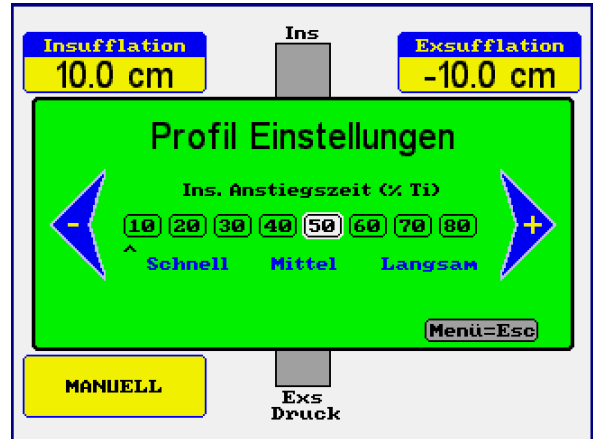 Ins
Insufflation
10.0 cm
Exsufflation
-10.0 cm
Profil Einstellungen
Ins. Anstiegszeit (% Ti)
- 10 20 30 40 50 60 70 80 +
^
Schnell Mittel Langsam
Menü=Esc
MANUELL
Exs
Druck